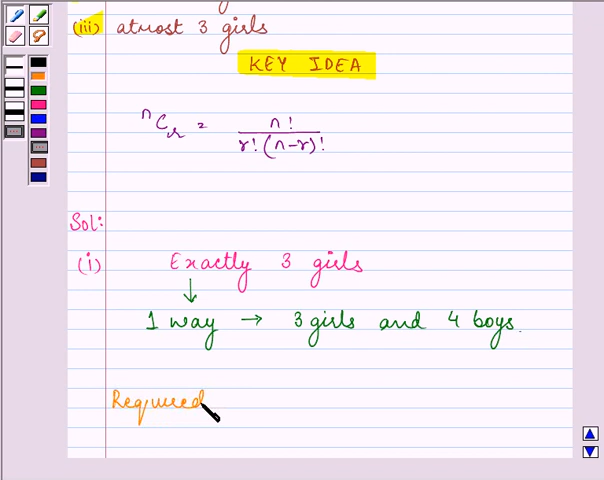 (iii) atmost 3 girls
KEY IDEA
ⁿCᵣ = n! / r!(n-r)!
Sol:
(i) Exactly 3 girls
↓
1 way → 3 girls and 4 boys.
Required